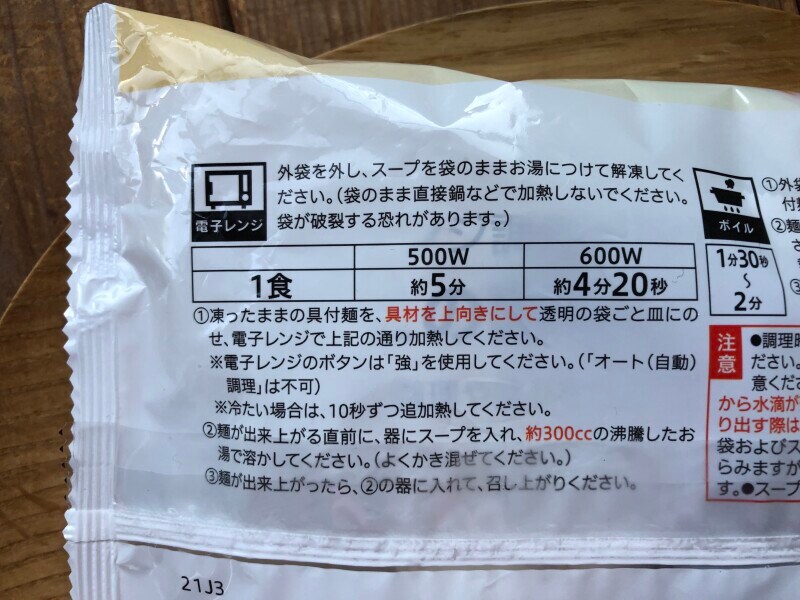 外袋を外し、スープを袋のままお湯につけて解凍してく
ださい。(袋のまま直接鍋などで加熱しないでください。
袋が破裂する恐れがあります。)
電子レンジ
500W 600W
1食 約5分 約4分20秒
①凍ったままの具付麺を、具材を上向きにして透明の袋ごと皿にの
せ、電子レンジで上記の通り加熱してください。
※電子レンジのボタンは「強」を使用してください。(「オート(自動)
調理」は不可)
※冷たい場合は、10秒ずつ追加熱してください。
②麺が出来上がる直前に、器にスープを入れ、約300ccの沸騰したお
湯で溶かしてください。(よくかき混ぜてください。)
③麺が出来上がったら、②の器に入れて、召し上がりください。
ボイル
1分30秒
〜
2分
①外袋
付
②麺
さ
③
注意
●調理時
ださい。
意くださ
から水滴が
り出す際は
袋およびス
らみますが
す。●スープ
21J3